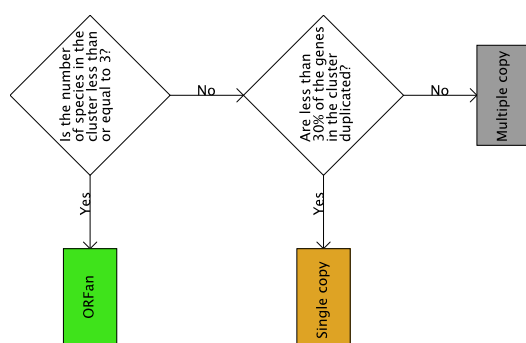 Is the number
of species in the
cluster less than
or equal to 3?
No
Are less than
30% of the genes
in the cluster
duplicated?
No
Multiple copy
Yes
Yes
ORFan
Single copy